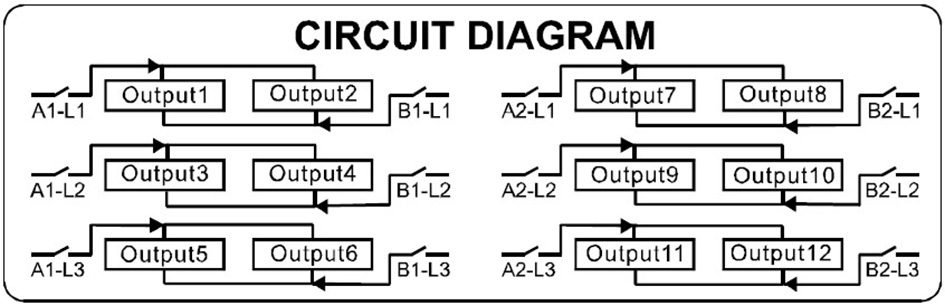 CIRCUIT DIAGRAM
Output1 Output2 Output7 Output8
A1-L1 B1-L1 A2-L1 B2-L1
Output3 Output4 Output9 Output10
A1-L2 B1-L2 A2-L2 B2-L2
Output5 Output6 Output11 Output12
A1-L3 B1-L3 A2-L3 B2-L3